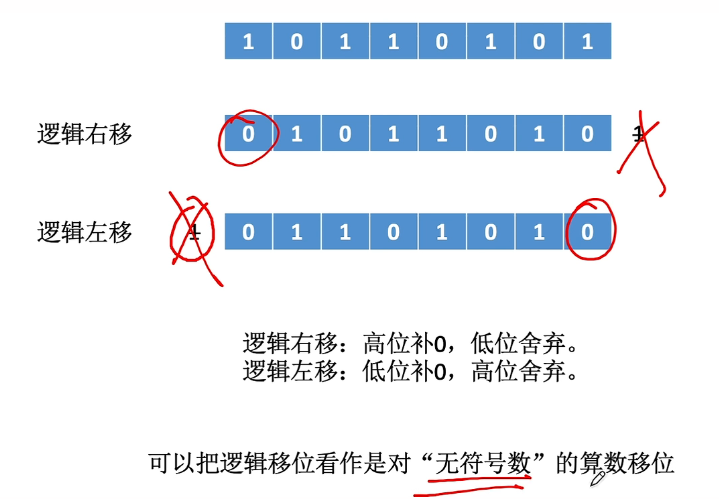 1 0 1 1 0 1 0 1
逻辑右移 0 1 0 1 1 0 1 0 1
逻辑左移 1 0 1 1 0 1 0 1 0
逻辑右移：高位补0，低位舍弃。
逻辑左移：低位补0，高位舍弃。
可以把逻辑移位看作是对“无符号数”的算数移位